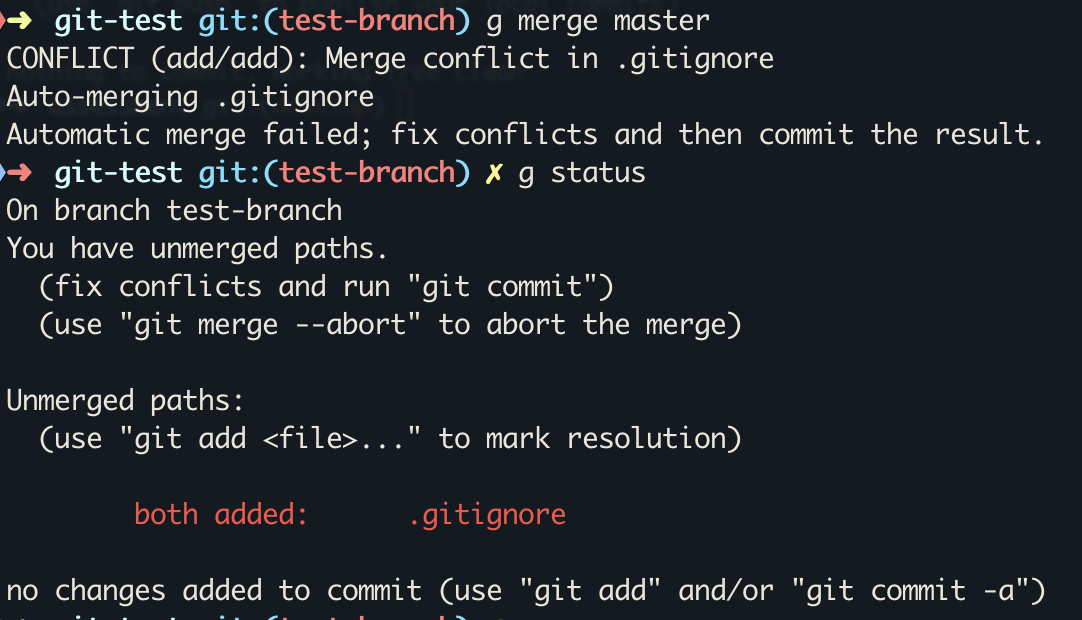 ➜ git-test git:(test-branch) g merge master
CONFLICT (add/add): Merge conflict in .gitignore
Auto-merging .gitignore
Automatic merge failed; fix conflicts and then commit the result.
➜ git-test git:(test-branch) ✗ g status
On branch test-branch
You have unmerged paths.
  (fix conflicts and run "git commit")
  (use "git merge --abort" to abort the merge)

Unmerged paths:
  (use "git add <file>..." to mark resolution)

        both added:      .gitignore

no changes added to commit (use "git add" and/or "git commit -a")